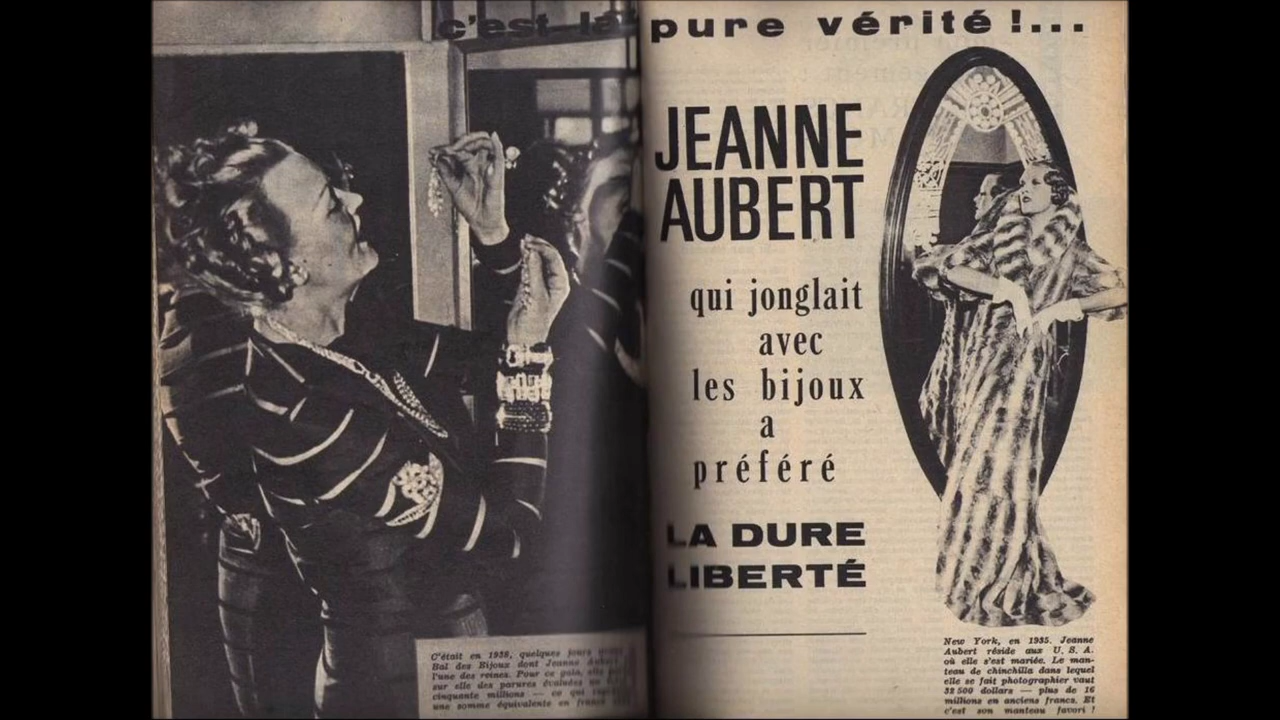 c'est la pure vérité !...
JEANNE
AUBERT
qui jonglait
avec
les bijoux
a
préféré
LA DURE
LIBERTÉ
C'était en 1938, quelques jours
Bal des Bijoux dont Jeanne
l'une des reines. Pour ce gala, elle
sur elle des parures évaluées
cinquante millions — ce qui
une somme équivalente en francs
New York, en 1935. Jeanne
Aubert réside aux U.S.A.
où elle s'est mariée. Le man-
teau de chinchilla dans lequel
elle se fait photographier vaut
32 500 dollars — plus de 16
millions en anciens francs. Et
c'est son manteau favori !